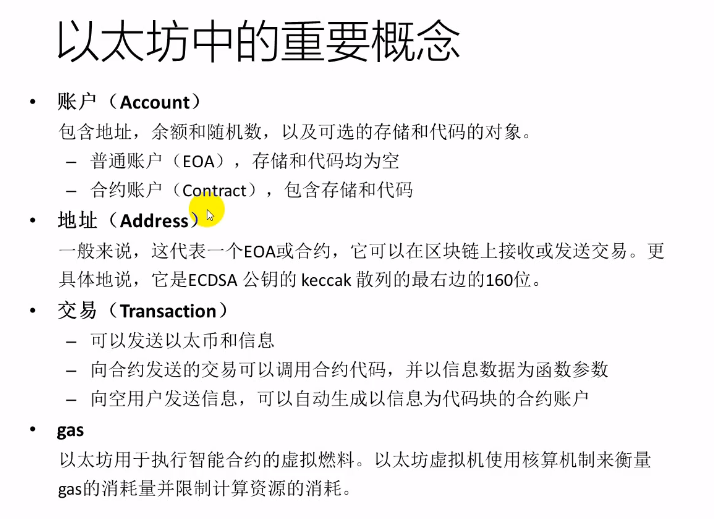 以太坊中的重要概念
• 账户（Account）
包含地址，余额和随机数，以及可选的存储和代码的对象。
– 普通账户（EOA），存储和代码均为空
– 合约账户（Contract），包含存储和代码
• 地址（Address）
一般来说，这代表一个EOA或合约，它可以在区块链上接收或发送交易。更
具体地说，它是ECDSA 公钥的 keccak 散列的最右边的160位。
• 交易（Transaction）
– 可以发送以太币和信息
– 向合约发送的交易可以调用合约代码，并以信息数据为函数参数
– 向空用户发送信息，可以自动生成以信息为代码块的合约账户
• gas
以太坊用于执行智能合约的虚拟燃料。以太坊虚拟机使用核算机制来衡量
gas的消耗量并限制计算资源的消耗。